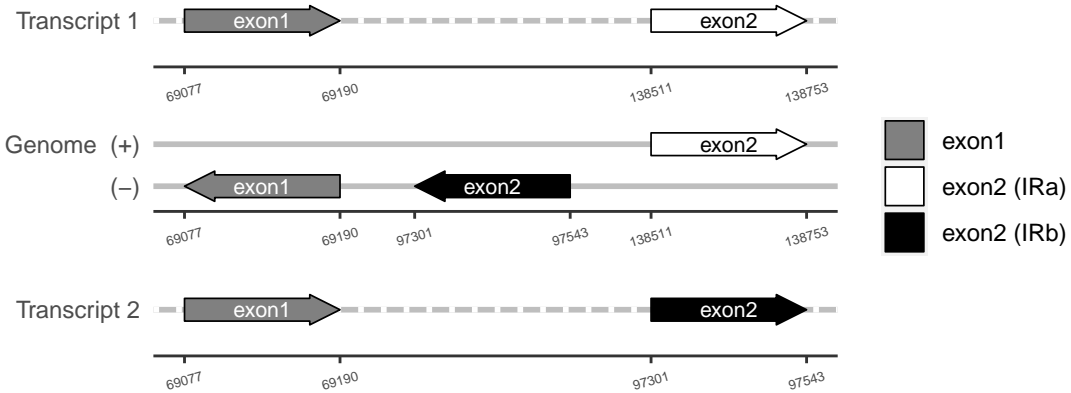 Transcript 1 exon1 exon2
69077 69190 138511 138753
Genome (+) exon2
(−) exon1 exon2
69077 69190 97301 97543 138511 138753
Transcript 2 exon1 exon2
69077 69190 97301 97543
exon1
exon2 (IRa)
exon2 (IRb)